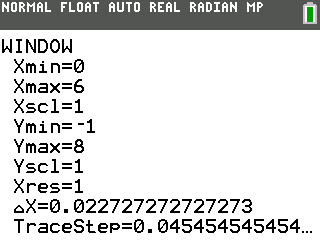 NORMAL FLOAT AUTO REAL RADIAN MP
WINDOW
Xmin=0
Xmax=6
Xscl=1
Ymin=-1
Ymax=8
Yscl=1
Xres=1
△X=0.022727272727273
TraceStep=0.045454545454…